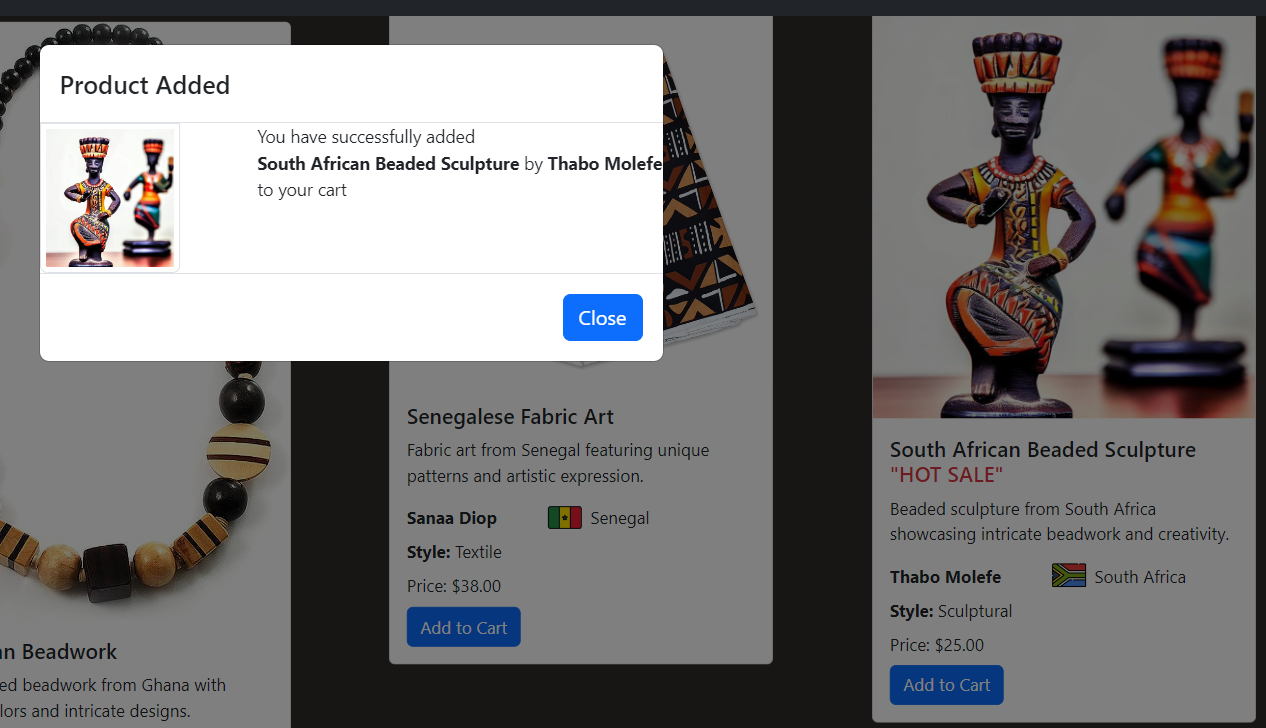 Product Added
You have successfully added
South African Beaded Sculpture by Thabo Molefe
to your cart
Close
an Beadwork
ed beadwork from Ghana with
lors and intricate designs.
Senegalese Fabric Art
Fabric art from Senegal featuring unique
patterns and artistic expression.
Sanaa Diop Senegal
Style: Textile
Price: $38.00
Add to Cart
South African Beaded Sculpture
"HOT SALE"
Beaded sculpture from South Africa
showcasing intricate beadwork and creativity.
Thabo Molefe South Africa
Style: Sculptural
Price: $25.00
Add to Cart